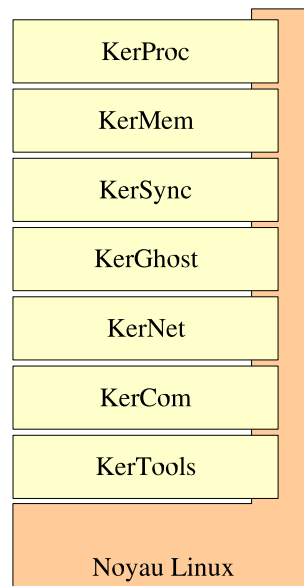 KerProc
KerMem
KerSync
KerGhost
KerNet
KerCom
KerTools
Noyau Linux